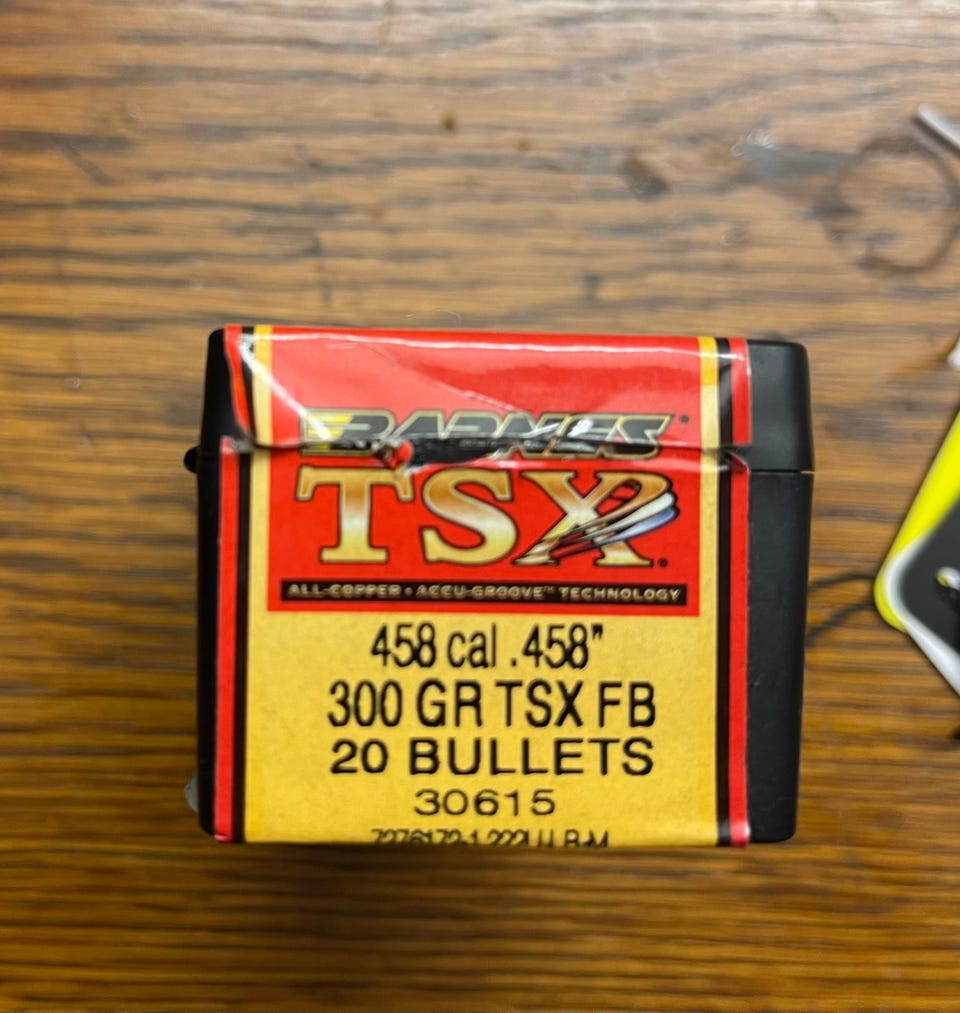 BARNES
TSX.
ALL-COPPER • ACCU-GROOVE™ TECHNOLOGY
458 cal .458"
300 GR TSX FB
20 BULLETS
30615